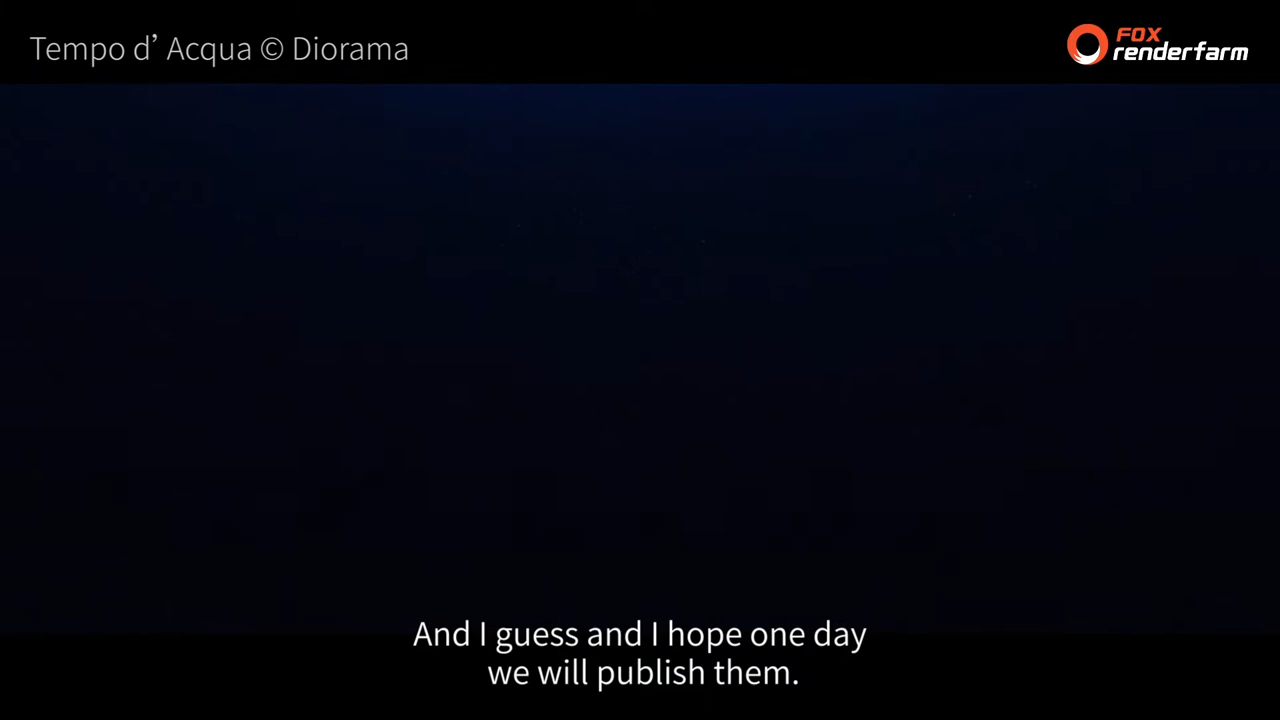 Tempo d’ Acqua © Diorama
FOX
renderfarm
And I guess and I hope one day
we will publish them.